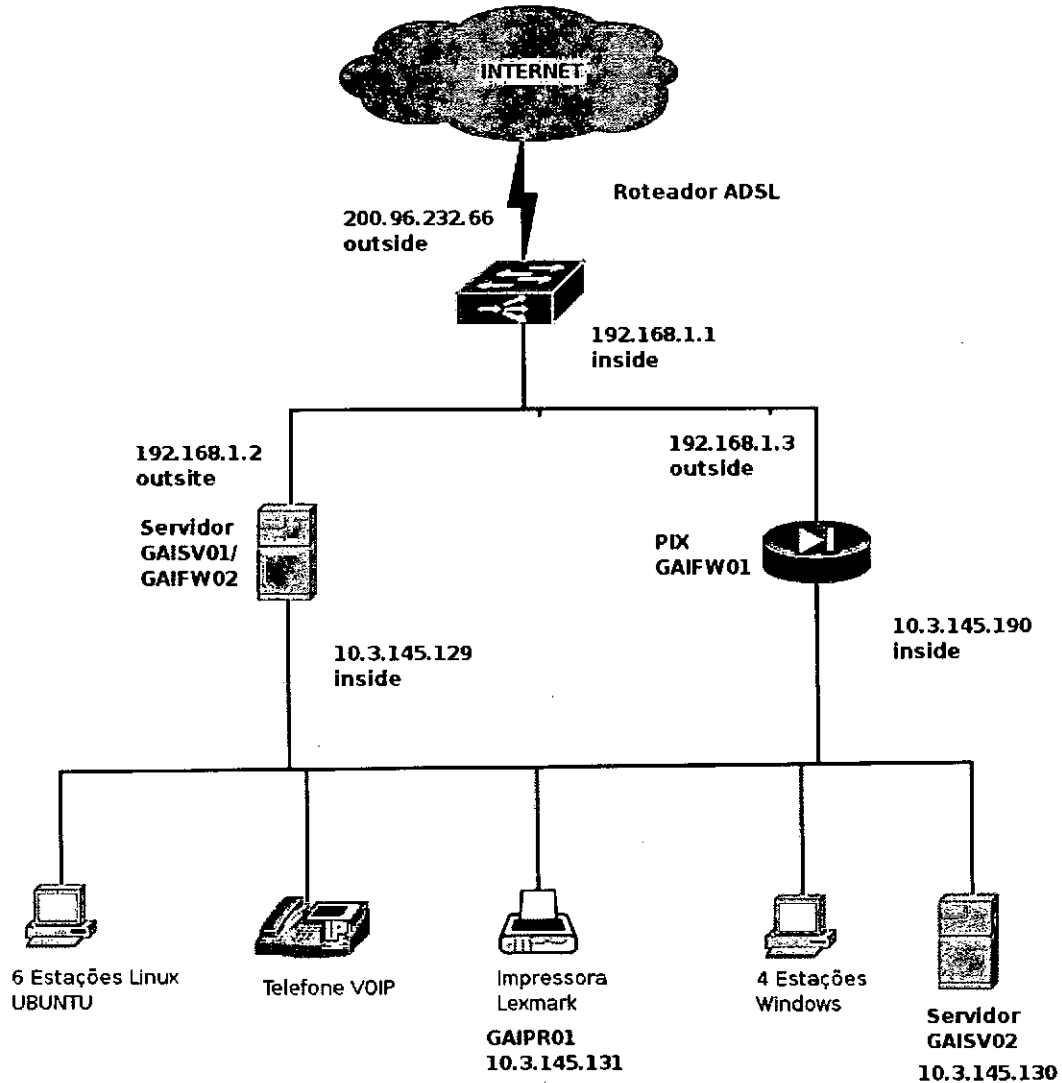 INTERNET
Roteador ADSL
200.96.232.66
outside
192.168.1.1
inside
192.168.1.2
outsite
192.168.1.3
outside
Servidor
GAISV01/
GAIFW02
PIX
GAIFW01
10.3.145.129
inside
10.3.145.190
inside
6 Estações Linux
UBUNTU
Telefone VOIP
IP
Impressora
Lexmark
GAIPR01
10.3.145.131
4 Estações
Windows
Servidor
GAISV02
10.3.145.130